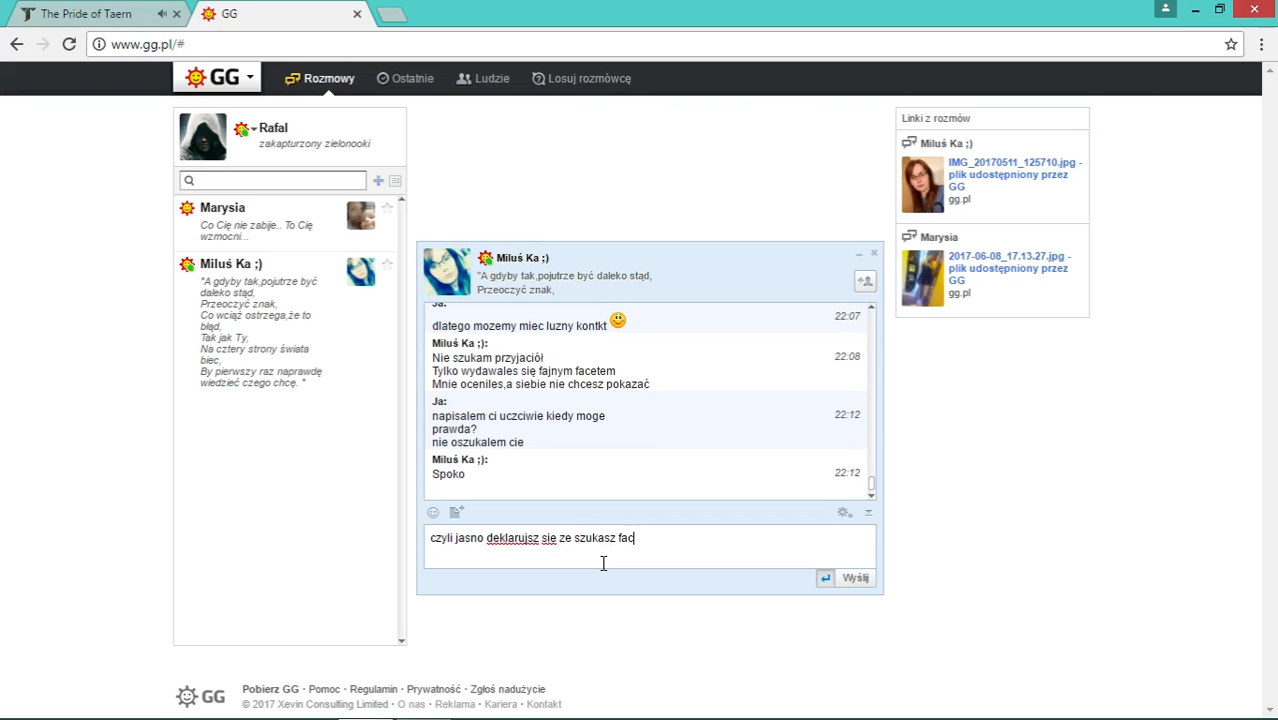 The Pride of Taern
GG
www.gg.pl/#
GG
Rozmowy
Ostatnie
Ludzie
Losuj rozmówcę
Rafal
zakapturzony zielonooki
Marysia
Co Cię nie zabije.. To Cię
wzmocni...
Miluś Ka ;)
"A gdyby tak,pojutrze być
daleko stąd,
Przeoczyć znak,
Co wciąż ostrzega,że to
błąd,
Tak jak Ty,
Na cztery strony świata
biec,
By pierwszy raz naprawdę
wiedzieć czego chcę. "
Miluś Ka ;)
"A gdyby tak,pojutrze być daleko stąd,
Przeoczyć znak,
Ja:
dlatego mozemy miec luzny kontkt 22:07
Miluś Ka ;):
Nie szukam przyjaciół 22:08
Tylko wydawales się fajnym facetem
Mnie oceniles,a siebie nie chcesz pokazać
Ja:
napisalem ci uczciwie kiedy moge 22:12
prawda?
nie oszukalem cie
Miluś Ka ;):
Spoko 22:12
czyli jasno deklarujsz sie ze szukasz fac
Wyślij
Linki z rozmów
Miluś Ka ;)
IMG_20170511_125710.jpg -
plik udostępniony przez
GG
gg.pl
Marysia
2017-06-08_17.13.27.jpg -
plik udostępniony przez
GG
gg.pl
GG
Pobierz GG · Pomoc · Regulamin · Prywatność · Zgłoś nadużycie
© 2017 Xevin Consulting Limited · O nas · Reklama · Kariera · Kontakt